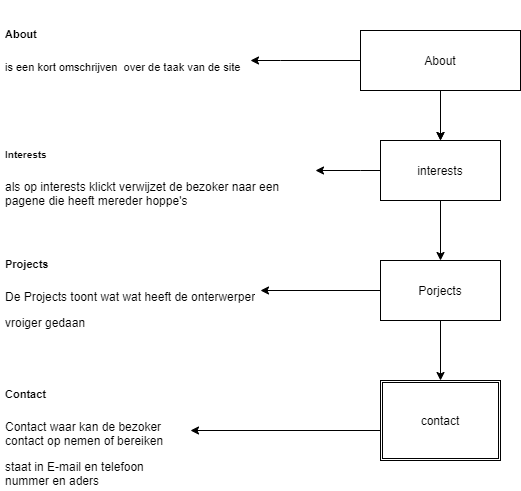 About
About
is een kort omschrijven over de taak van de site
Interests
interests
als op interests klickt verwijzet de bezoker naar een
pagene die heeft mereder hoppe's
Projects
Porjects
De Projects toont wat wat heeft de onterwerper
vroiger gedaan
Contact
contact
Contact waar kan de bezoker
contact op nemen of bereiken
staat in E-mail en telefoon
nummer en aders